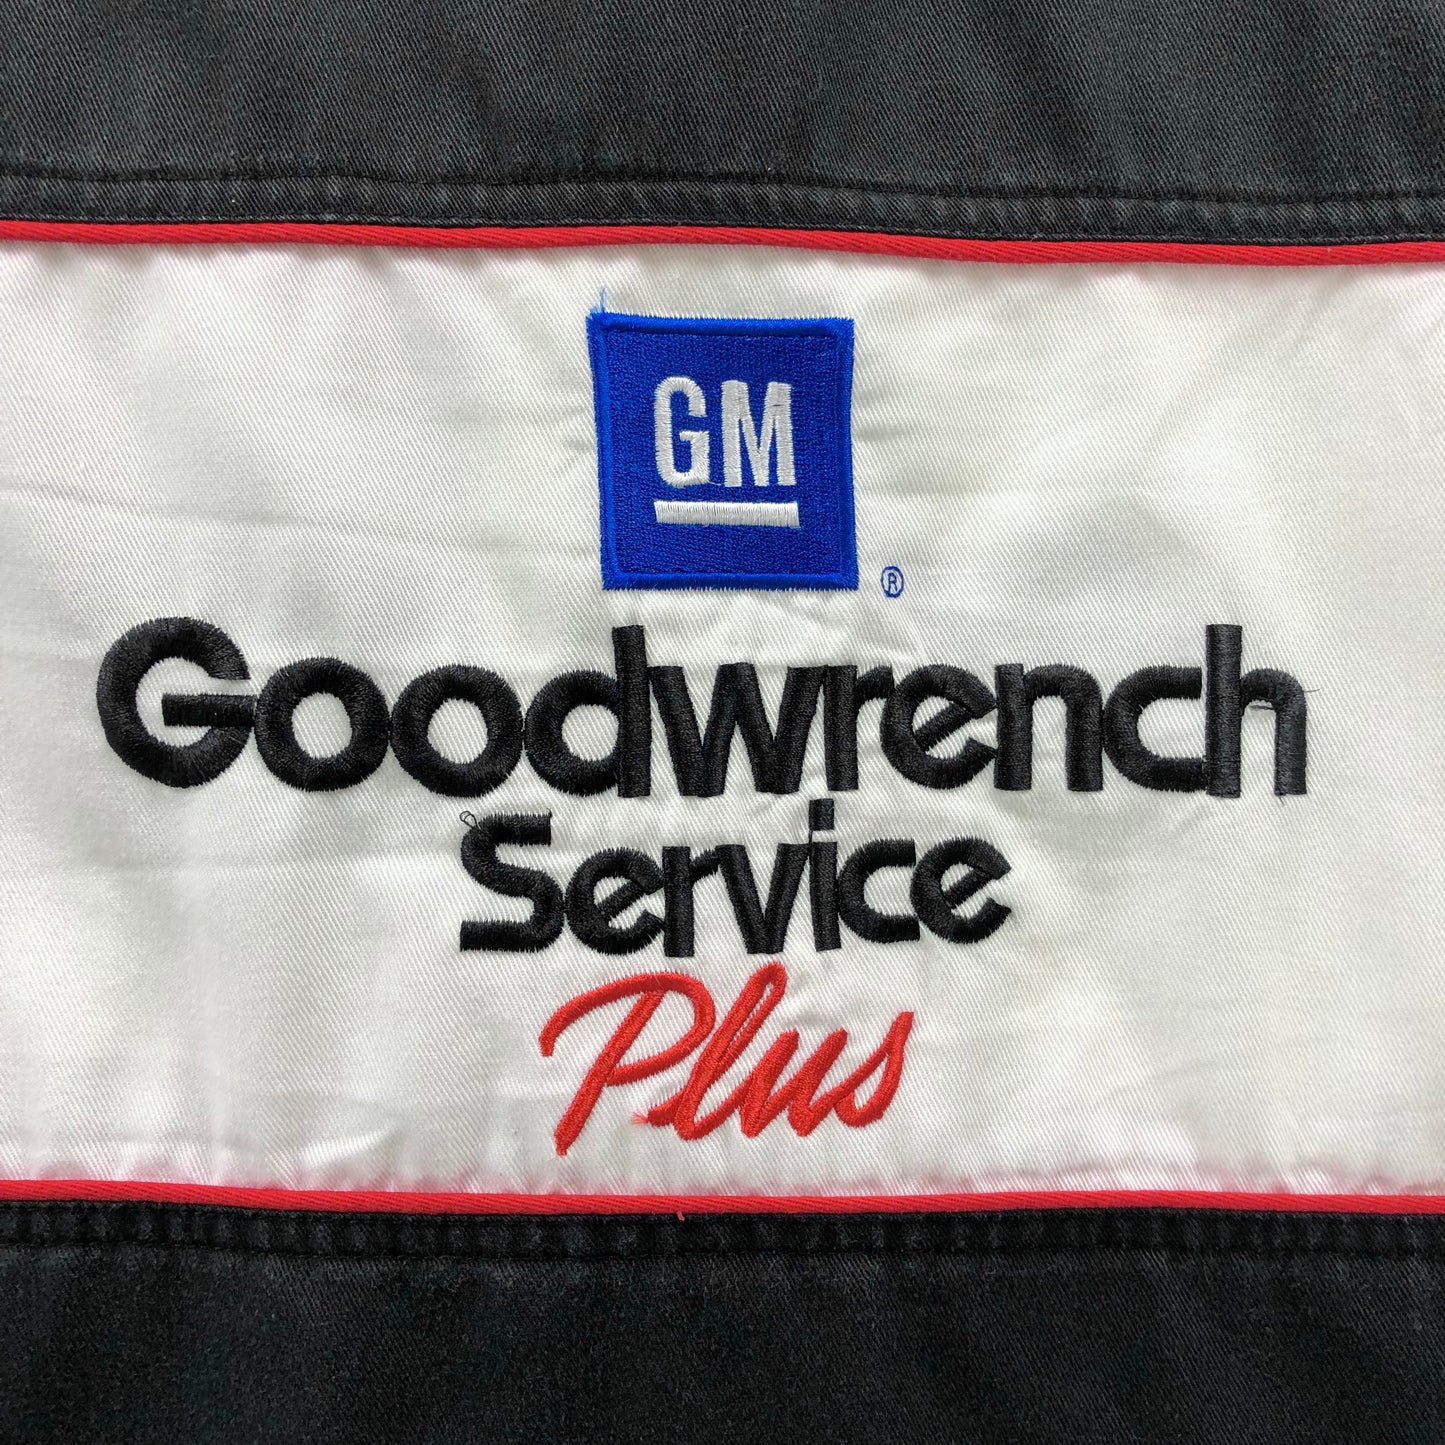 GM ®
Goodwrench
Service
Plus